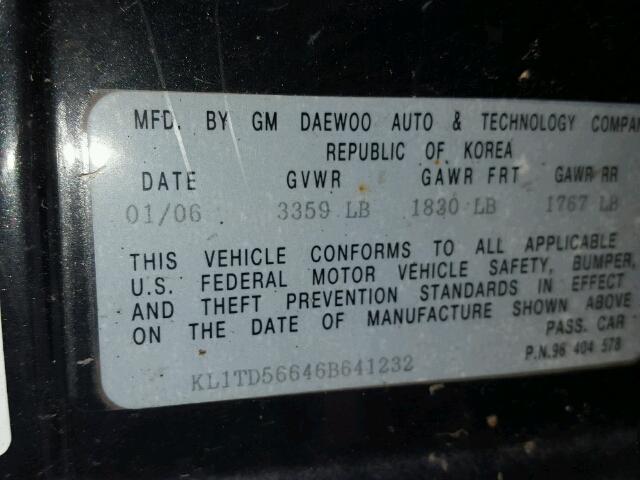 MFD. BY GM DAEWOO AUTO & TECHNOLOGY COMPAN
REPUBLIC OF KOREA
DATE GVWR GAWR FRT GAWR RR
01/06 3359 LB 1830 LB 1767 LB
THIS VEHICLE CONFORMS TO ALL APPLICABLE
U.S. FEDERAL MOTOR VEHICLE SAFETY, BUMPER,
AND THEFT PREVENTION STANDARDS IN EFFECT
ON THE DATE OF MANUFACTURE SHOWN ABOVE
PASS. CAR
KL1TD56646B641232 P.N.96 404 578